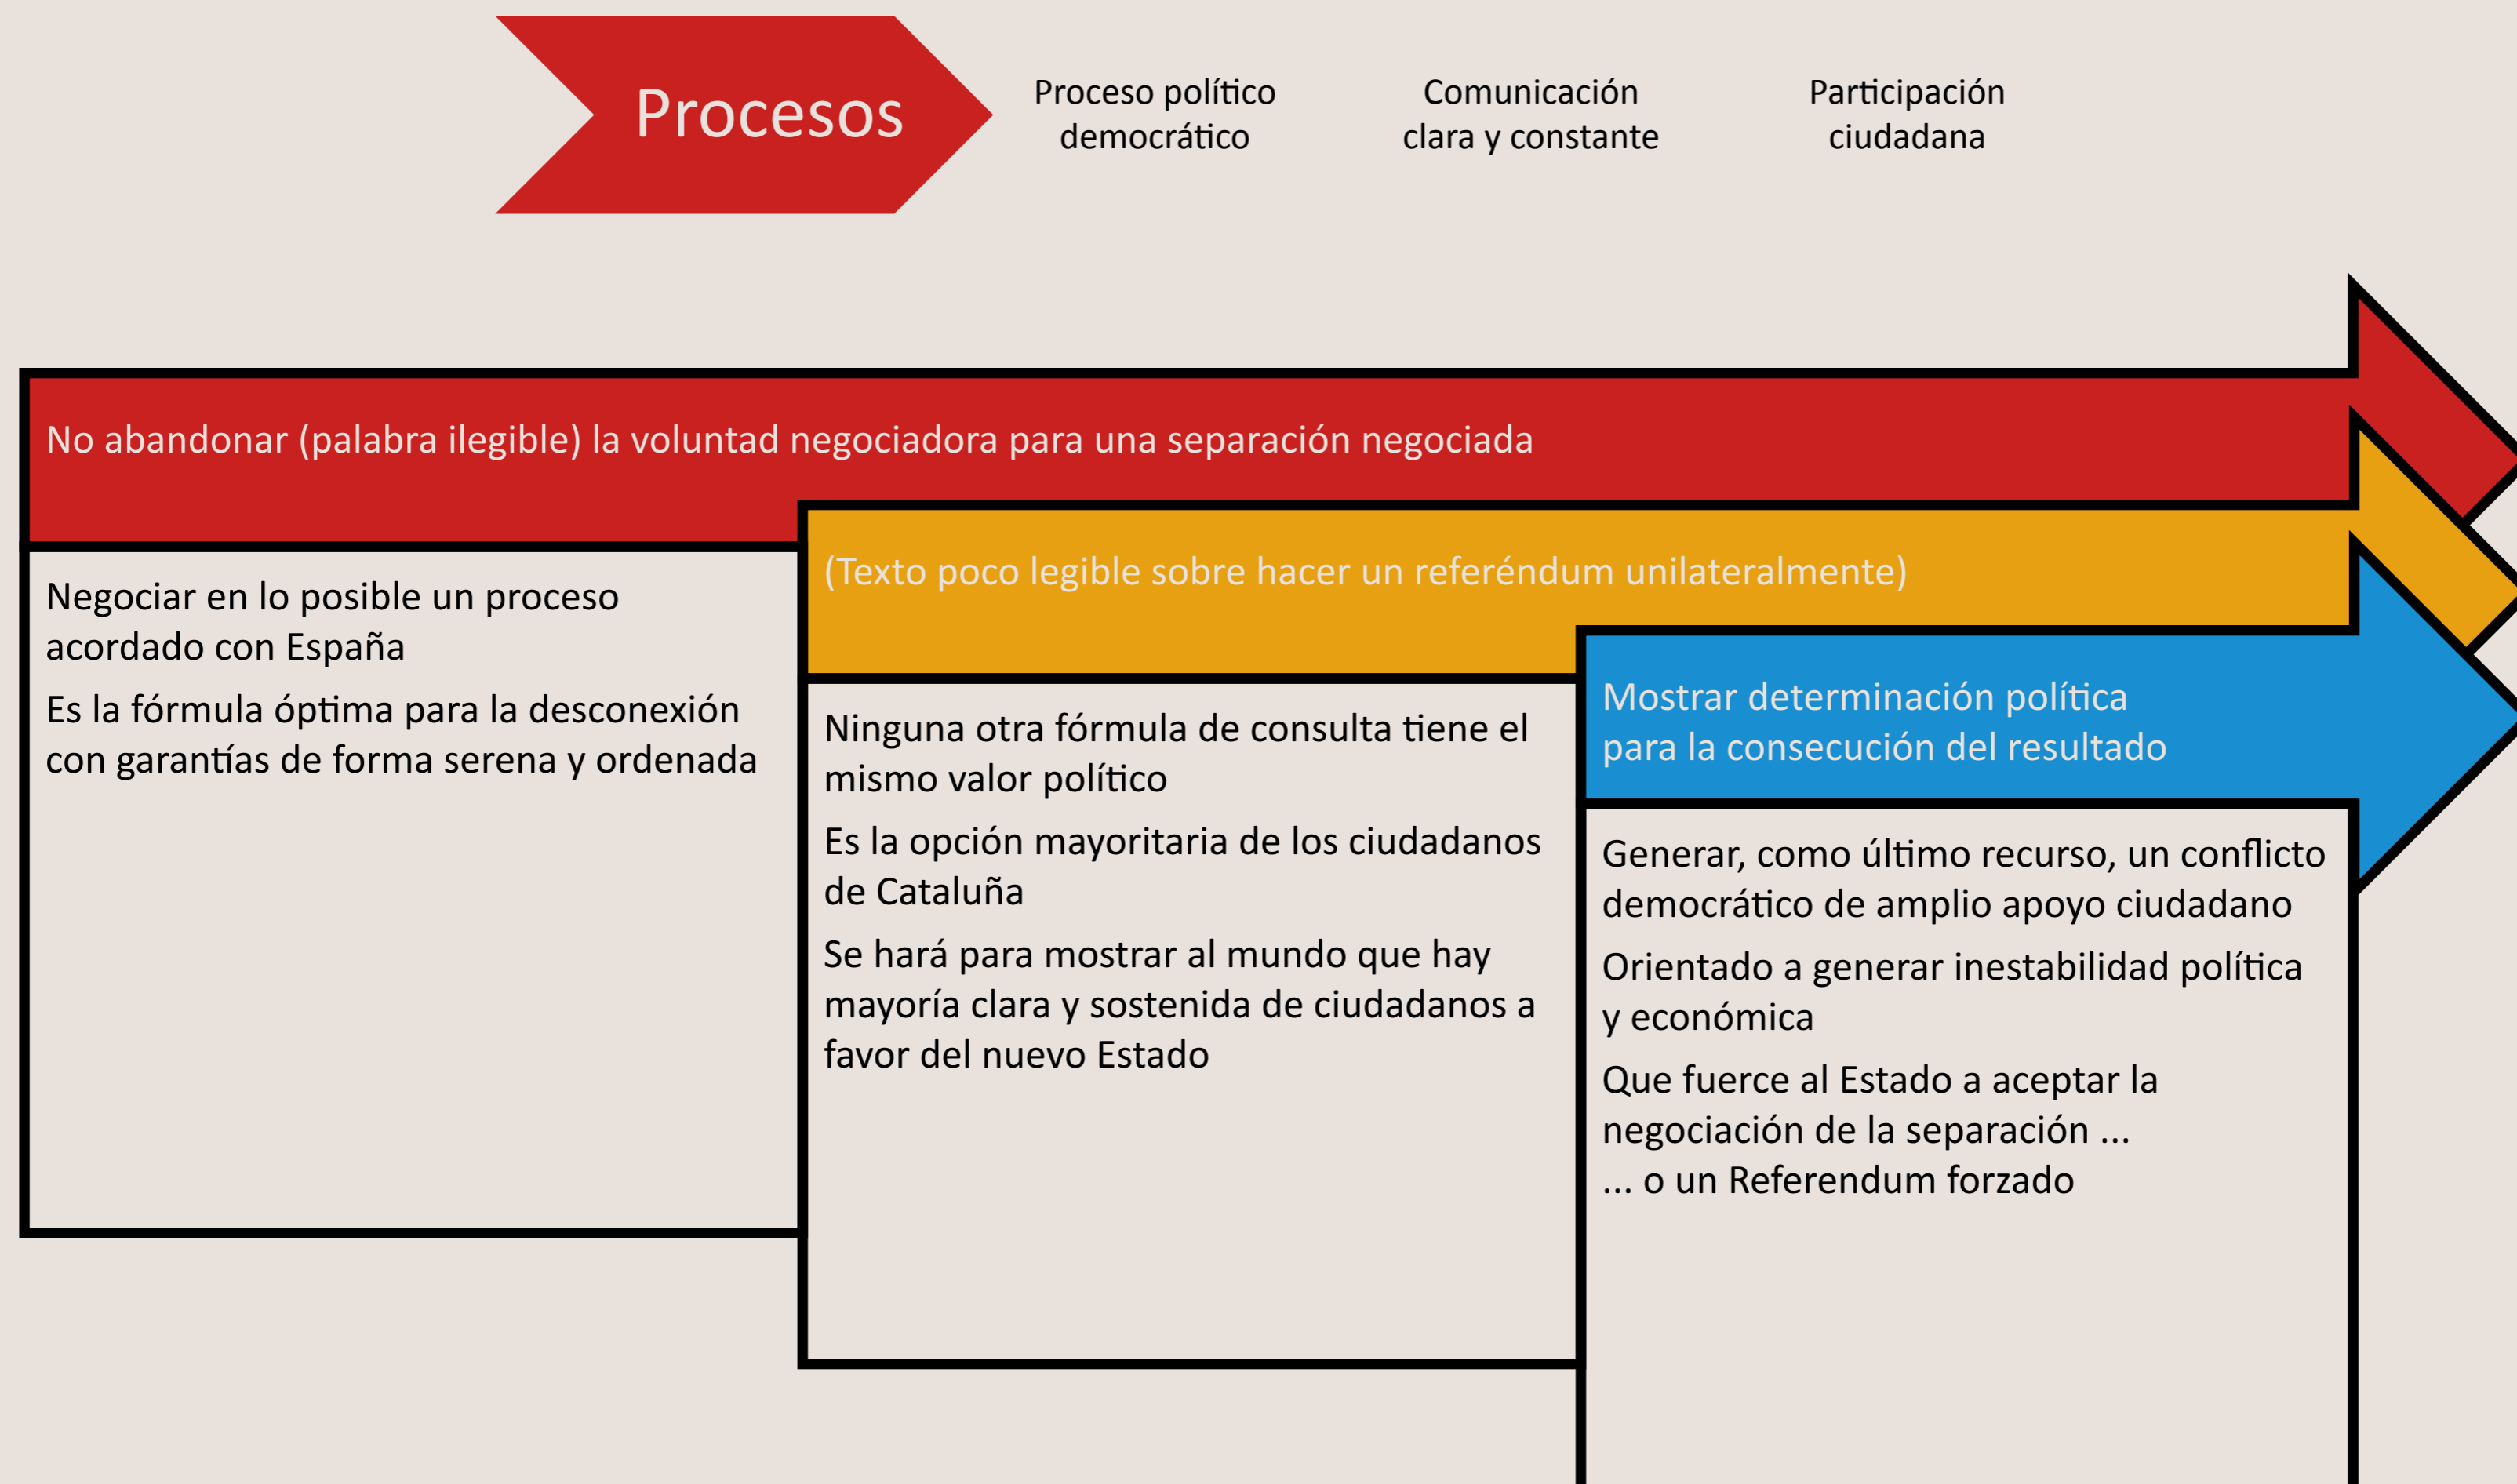 Procesos
Proceso político
democrático
Comunicación
clara y constante
Participación
ciudadana
No abandonar (palabra ilegible) la voluntad negociadora para una separación negociada
Negociar en lo posible un proceso
acordado con España
Es la fórmula óptima para la desconexión
con garantías de forma serena y ordenada
(Texto poco legible sobre hacer un referéndum unilateralmente)
Ninguna otra fórmula de consulta tiene el
mismo valor político
Es la opción mayoritaria de los ciudadanos
de Cataluña
Se hará para mostrar al mundo que hay
mayoría clara y sostenida de ciudadanos a
favor del nuevo Estado
Mostrar determinación política
para la consecución del resultado
Generar, como último recurso, un conflicto
democrático de amplio apoyo ciudadano
Orientado a generar inestabilidad política
y económica
Que fuerce al Estado a aceptar la
negociación de la separación ...
... o un Referendum forzado